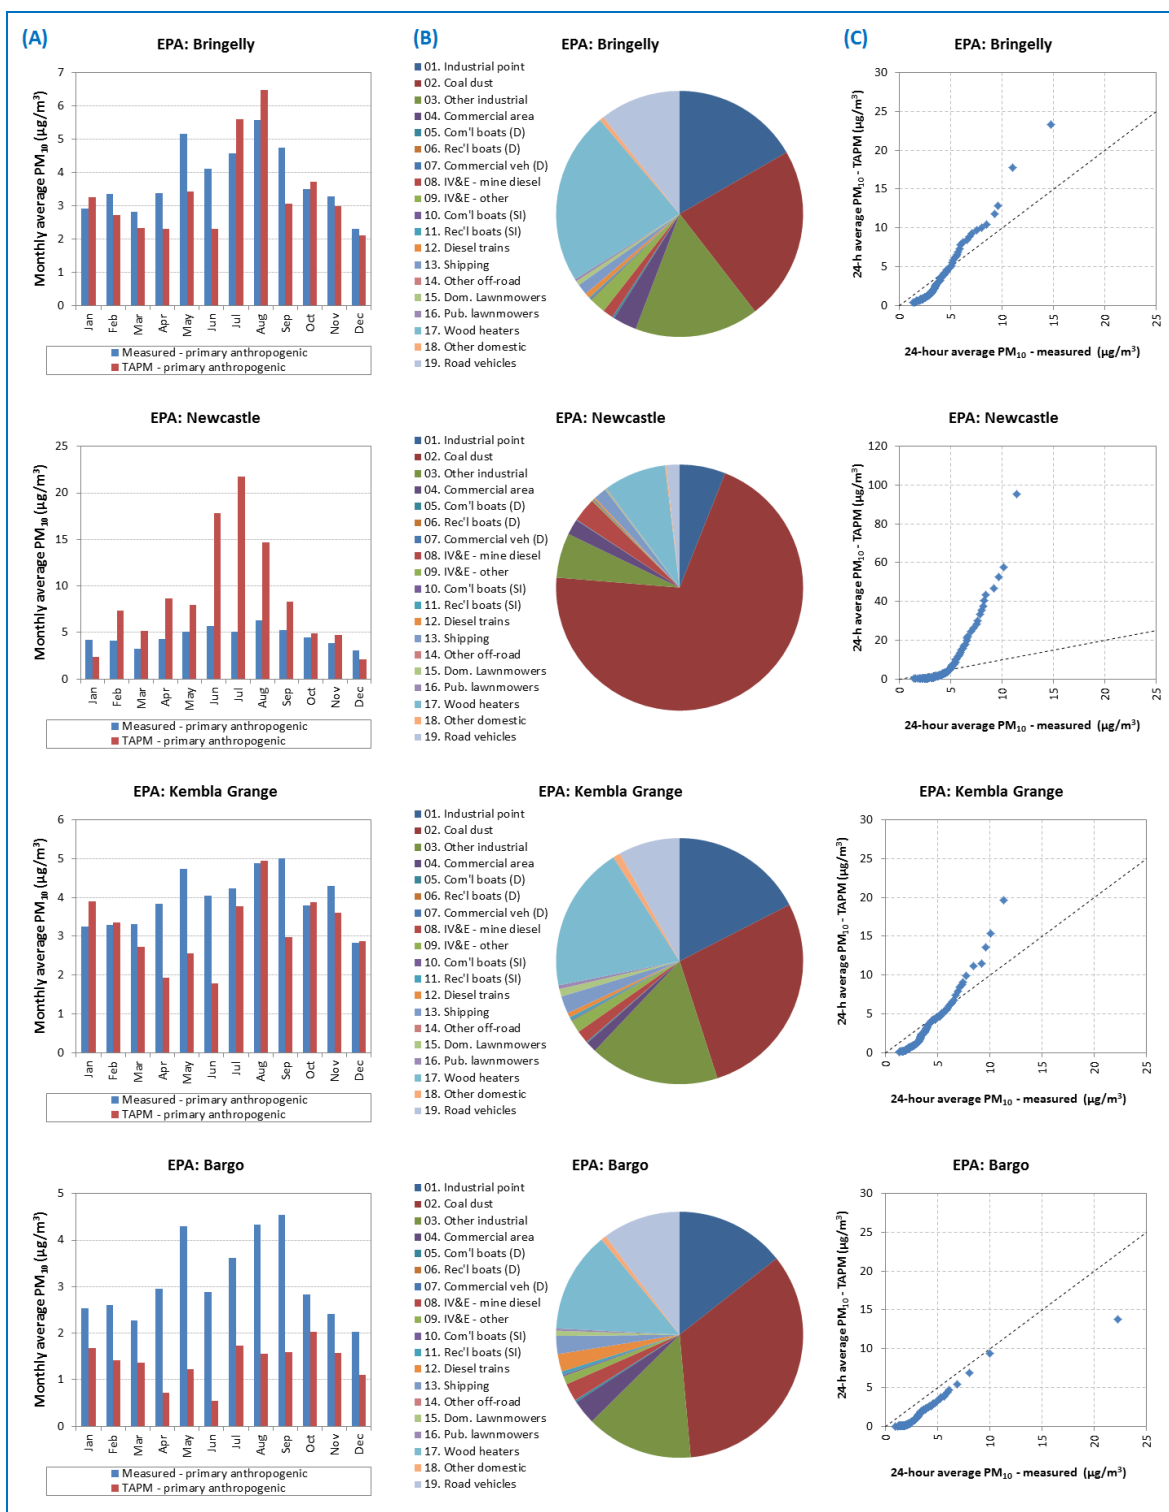 (A)
(B)
(C)
EPA: Bringelly
Monthly average PM10 (µg/m³)
7
6
5
4
3
2
1
0
Jan
Feb
Mar
Apr
May
Jun
Jul
Aug
Sep
Oct
Nov
Dec
Measured - primary anthropogenic
TAPM - primary anthropogenic
EPA: Bringelly
01. Industrial point
02. Coal dust
03. Other industrial
04. Commercial area
05. Com'l boats (D)
06. Rec'l boats (D)
07. Commercial veh (D)
08. IV&E - mine diesel
09. IV&E - other
10. Com'l boats (SI)
11. Rec'l boats (SI)
12. Diesel trains
13. Shipping
14. Other off-road
15. Dom. Lawnmowers
16. Pub. lawnmowers
17. Wood heaters
18. Other domestic
19. Road vehicles
EPA: Bringelly
24-h average PM10 - TAPM (µg/m³)
30
25
20
15
10
5
0
0
5
10
15
20
25
24-hour average PM10 - measured (µg/m³)
EPA: Newcastle
Monthly average PM10 (µg/m³)
25
20
15
10
5
0
Jan
Feb
Mar
Apr
May
Jun
Jul
Aug
Sep
Oct
Nov
Dec
Measured - primary anthropogenic
TAPM - primary anthropogenic
EPA: Newcastle
01. Industrial point
02. Coal dust
03. Other industrial
04. Commercial area
05. Com'l boats (D)
06. Rec'l boats (D)
07. Commercial veh (D)
08. IV&E - mine diesel
09. IV&E - other
10. Com'l boats (SI)
11. Rec'l boats (SI)
12. Diesel trains
13. Shipping
14. Other off-road
15. Dom. Lawnmowers
16. Pub. lawnmowers
17. Wood heaters
18. Other domestic
19. Road vehicles
EPA: Newcastle
24-h average PM10 - TAPM (µg/m³)
120
100
80
60
40
20
0
0
5
10
15
20
25
24-hour average PM10 - measured (µg/m³)
EPA: Kembla Grange
Monthly average PM10 (µg/m³)
6
5
4
3
2
1
0
Jan
Feb
Mar
Apr
May
Jun
Jul
Aug
Sep
Oct
Nov
Dec
Measured - primary anthropogenic
TAPM - primary anthropogenic
EPA: Kembla Grange
01. Industrial point
02. Coal dust
03. Other industrial
04. Commercial area
05. Com'l boats (D)
06. Rec'l boats (D)
07. Commercial veh (D)
08. IV&E - mine diesel
09. IV&E - other
10. Com'l boats (SI)
11. Rec'l boats (SI)
12. Diesel trains
13. Shipping
14. Other off-road
15. Dom. Lawnmowers
16. Pub. lawnmowers
17. Wood heaters
18. Other domestic
19. Road vehicles
EPA: Kembla Grange
24-h average PM10 - TAPM (µg/m³)
30
25
20
15
10
5
0
0
5
10
15
20
25
24-hour average PM10 - measured (µg/m³)
EPA: Bargo
Monthly average PM10 (µg/m³)
5
4
3
2
1
0
Jan
Feb
Mar
Apr
May
Jun
Jul
Aug
Sep
Oct
Nov
Dec
Measured - primary anthropogenic
TAPM - primary anthropogenic
EPA: Bargo
01. Industrial point
02. Coal dust
03. Other industrial
04. Commercial area
05. Com'l boats (D)
06. Rec'l boats (D)
07. Commercial veh (D)
08. IV&E - mine diesel
09. IV&E - other
10. Com'l boats (SI)
11. Rec'l boats (SI)
12. Diesel trains
13. Shipping
14. Other off-road
15. Dom. Lawnmowers
16. Pub. lawnmowers
17. Wood heaters
18. Other domestic
19. Road vehicles
EPA: Bargo
24-h average PM10 - TAPM (µg/m³)
30
25
20
15
10
5
0
0
5
10
15
20
25
24-hour average PM10 - measured (µg/m³)